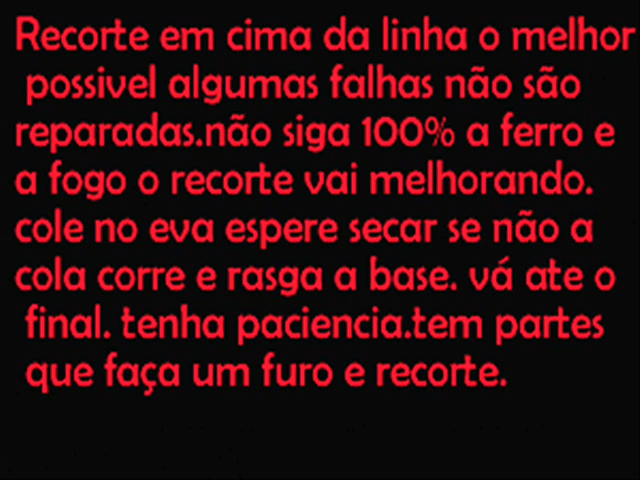 Recorte em cima da linha o melhor
possivel algumas falhas não são
reparadas.não siga 100% a ferro e
a fogo o recorte vai melhorando.
cole no eva espere secar se não a
cola corre e rasga a base. vá ate o
final. tenha paciencia.tem partes
que faça um furo e recorte.